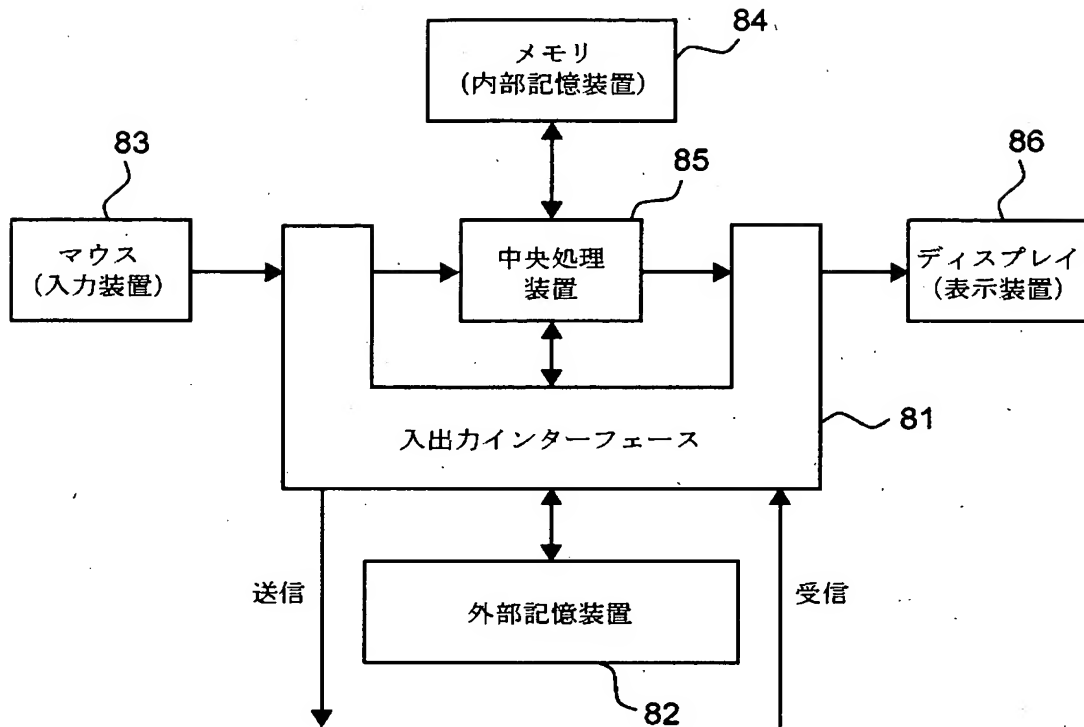 84
メモリ
(内部記憶装置)
83
85
86
マウス
(入力装置)
中央処理
装置
ディスプレイ
(表示装置)
81
入出力インターフェース
送信
受信
外部記憶装置
82